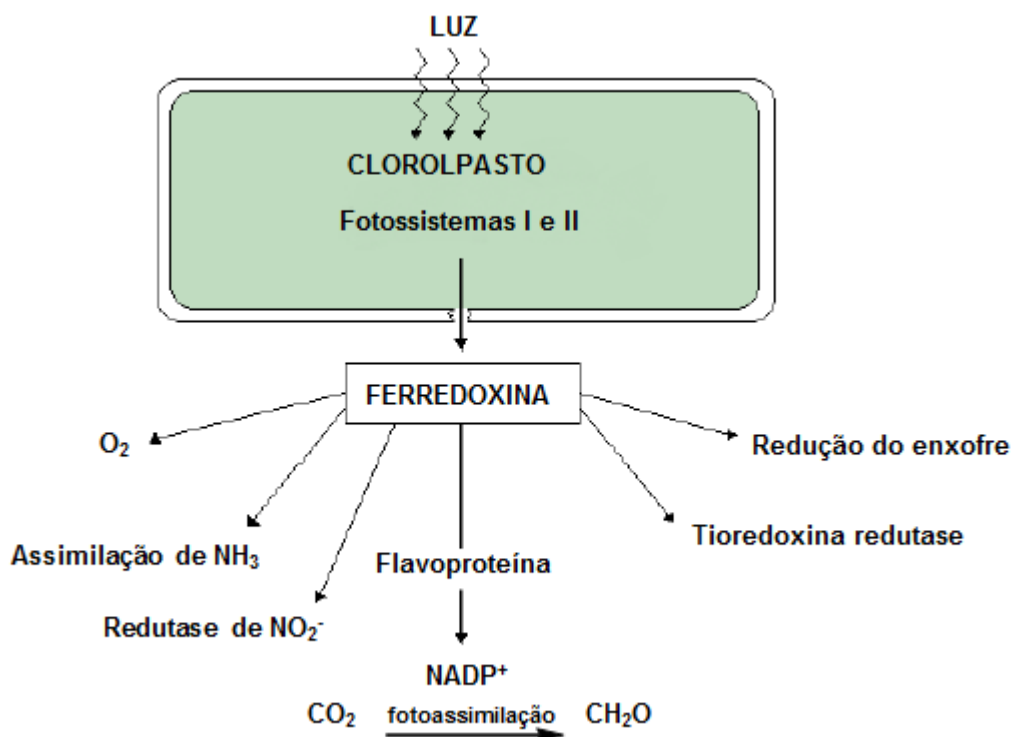 LUZ
CLOROLPASTO
Fotossistemas I e II
FERREDOXINA
O₂
Redução do enxofre
Tioredoxina redutase
Assimilação de NH₃
Flavoproteína
Redutase de NO₂⁻
NADP⁺
CO₂ fotoassimilação CH₂O